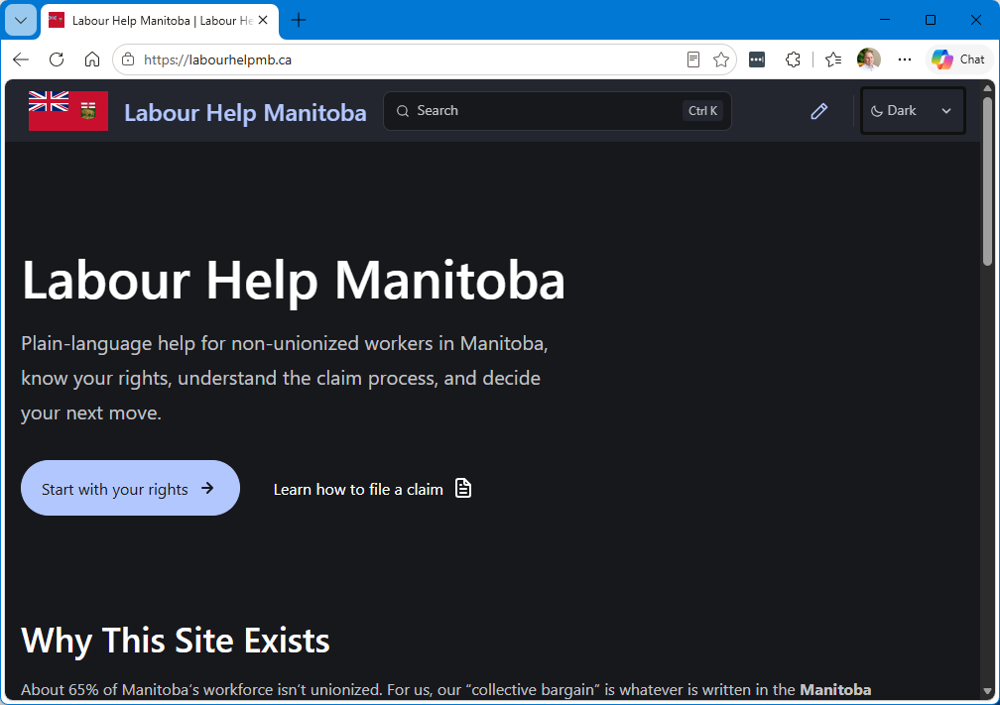 Labour Help Manitoba | Labour He
https://labourhelpmb.ca
Chat
Labour Help Manitoba
Search
Ctrl K
Dark
Labour Help Manitoba
Plain-language help for non-unionized workers in Manitoba,
know your rights, understand the claim process, and decide
your next move.
Start with your rights
Learn how to file a claim
Why This Site Exists
About 65% of Manitoba’s workforce isn’t unionized. For us, our “collective bargain” is whatever is written in the Manitoba